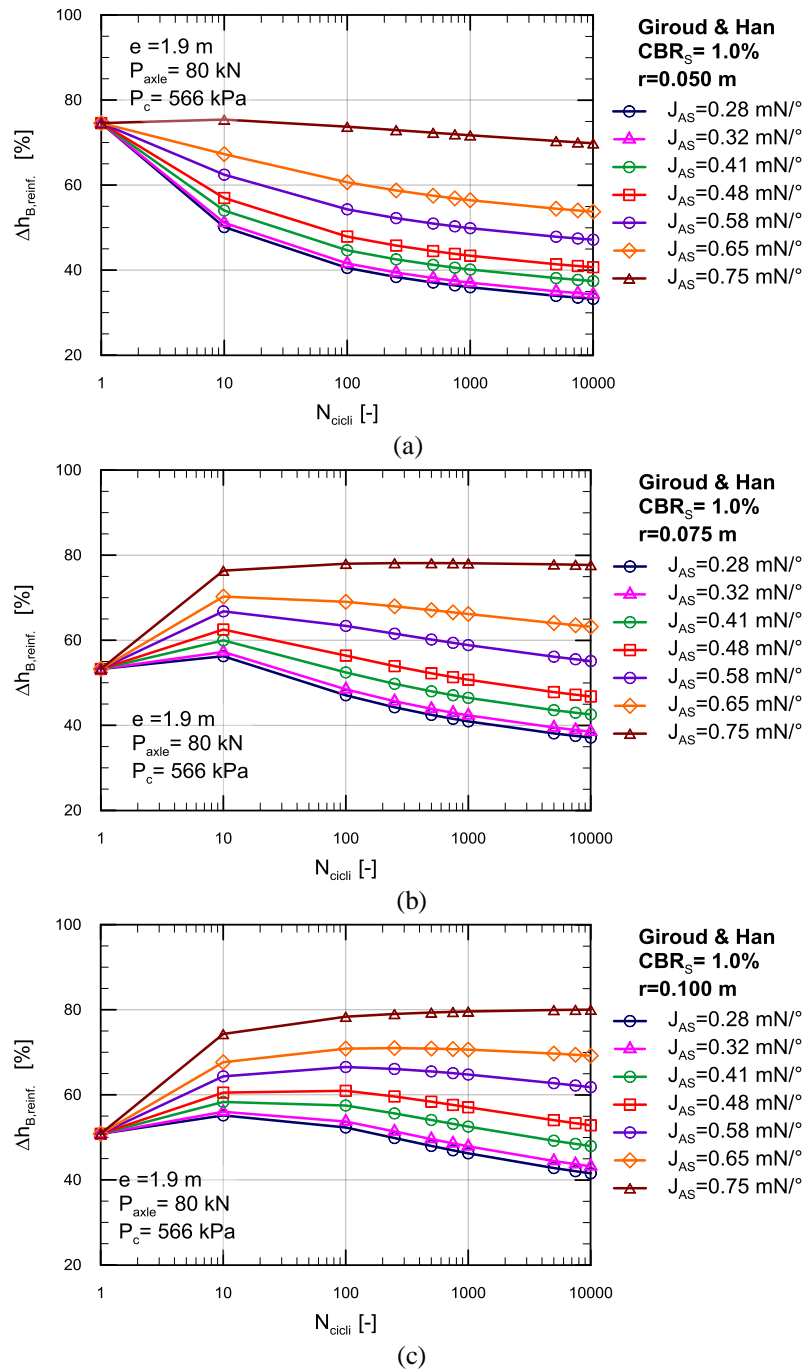 100
80
60
40
20
Δh_B,reinf. [%]
e =1.9 m
P_axle= 80 kN
P_c= 566 kPa
1 10 100 1000 10000
N_cicli [-]
Giroud & Han
CBR_S= 1.0%
r=0.050 m
J_AS=0.28 mN/°
J_AS=0.32 mN/°
J_AS=0.41 mN/°
J_AS=0.48 mN/°
J_AS=0.58 mN/°
J_AS=0.65 mN/°
J_AS=0.75 mN/°
(a)
100
80
60
40
20
Δh_B,reinf. [%]
e =1.9 m
P_axle= 80 kN
P_c= 566 kPa
1 10 100 1000 10000
N_cicli [-]
Giroud & Han
CBR_S= 1.0%
r=0.075 m
J_AS=0.28 mN/°
J_AS=0.32 mN/°
J_AS=0.41 mN/°
J_AS=0.48 mN/°
J_AS=0.58 mN/°
J_AS=0.65 mN/°
J_AS=0.75 mN/°
(b)
100
80
60
40
20
Δh_B,reinf. [%]
e =1.9 m
P_axle= 80 kN
P_c= 566 kPa
1 10 100 1000 10000
N_cicli [-]
Giroud & Han
CBR_S= 1.0%
r=0.100 m
J_AS=0.28 mN/°
J_AS=0.32 mN/°
J_AS=0.41 mN/°
J_AS=0.48 mN/°
J_AS=0.58 mN/°
J_AS=0.65 mN/°
J_AS=0.75 mN/°
(c)